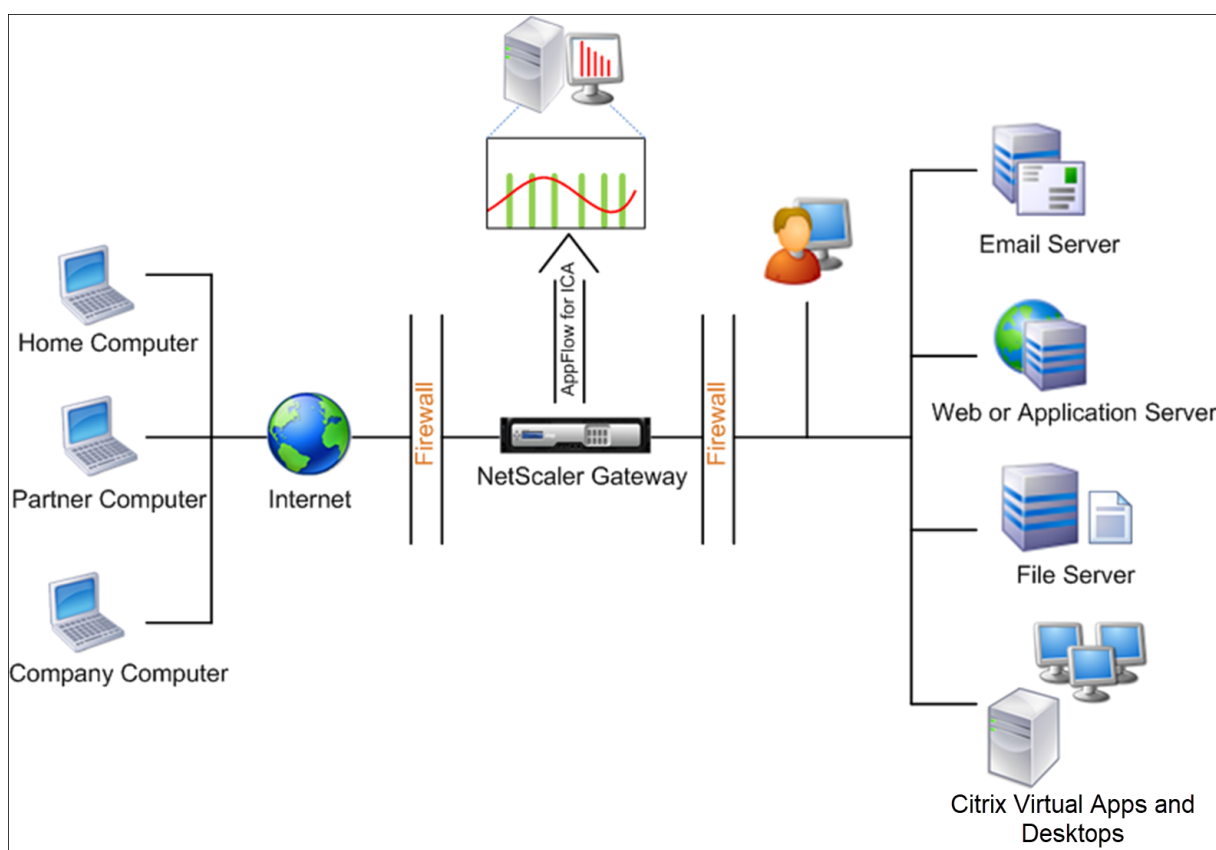 Home Computer
Partner Computer
Company Computer
Internet
Firewall
AppFlow for ICA
NetScaler Gateway
Firewall
Email Server
Web or Application Server
File Server
Citrix Virtual Apps and
Desktops